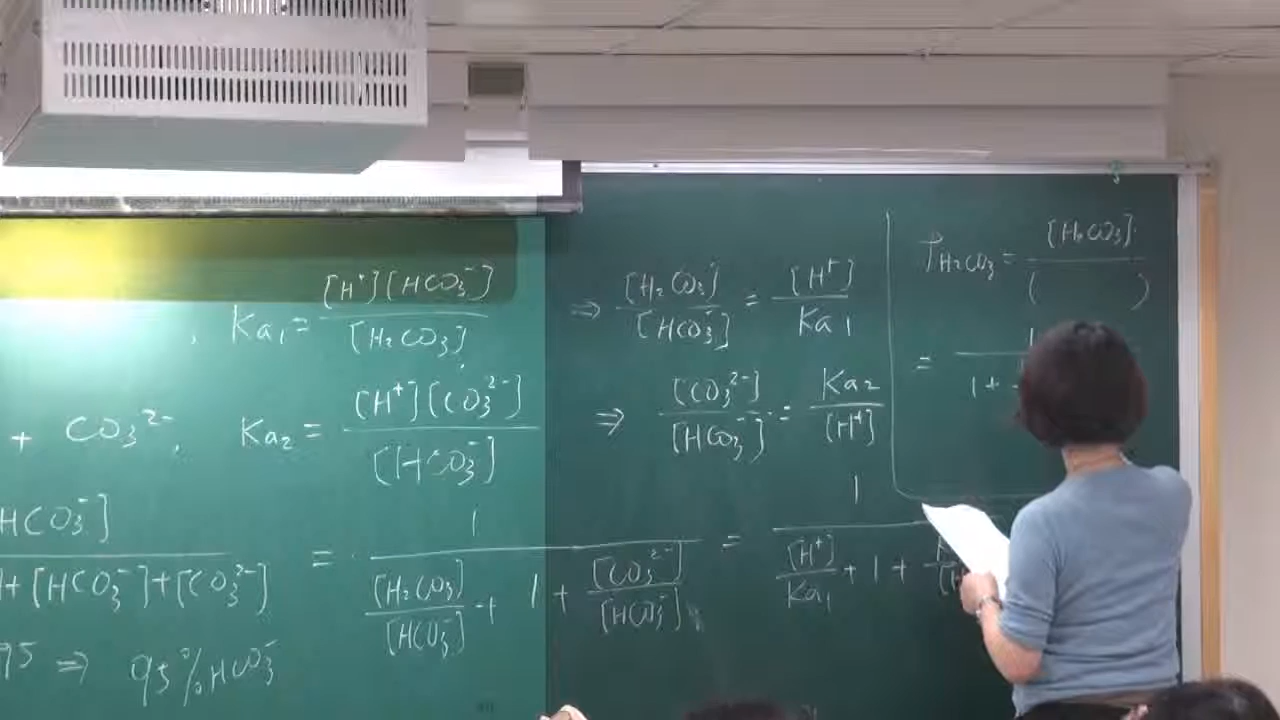 , Ka₁ = [H⁺][HCO₃⁻] / [H₂CO₃] ⇒ [H₂CO₃] / [HCO₃⁻] = [H⁺] / Ka1
+ CO₃²⁻, Ka₂ = [H⁺][CO₃²⁻] / [HCO₃⁻] ⇒ [CO₃²⁻] / [HCO₃⁻] = Ka₂ / [H⁺]
HCO₃⁻] / +[HCO₃⁻]+[CO₃²⁻] = 1 / [H₂CO₃] / [HCO₃⁻] + 1 + [CO₃²⁻] / [HCO₃⁻] = 1 / [H⁺] / Ka₁ + 1 +
95 ⇒ 95% HCO₃⁻
H₂CO₃ = [H₂CO₃] / ( )
= 1 / 1 +